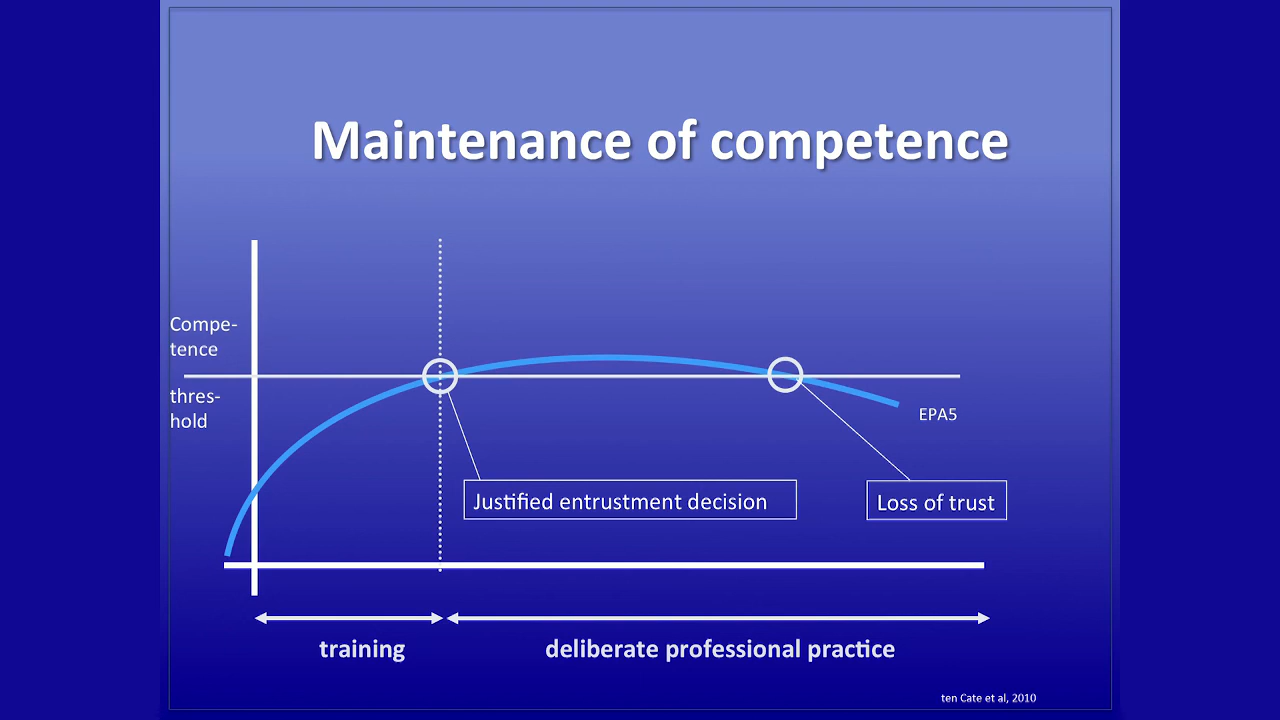 Maintenance of competence
Compe-
tence
thres-
hold
EPA5
Justified entrustment decision
Loss of trust
training
deliberate professional practice
ten Cate et al, 2010